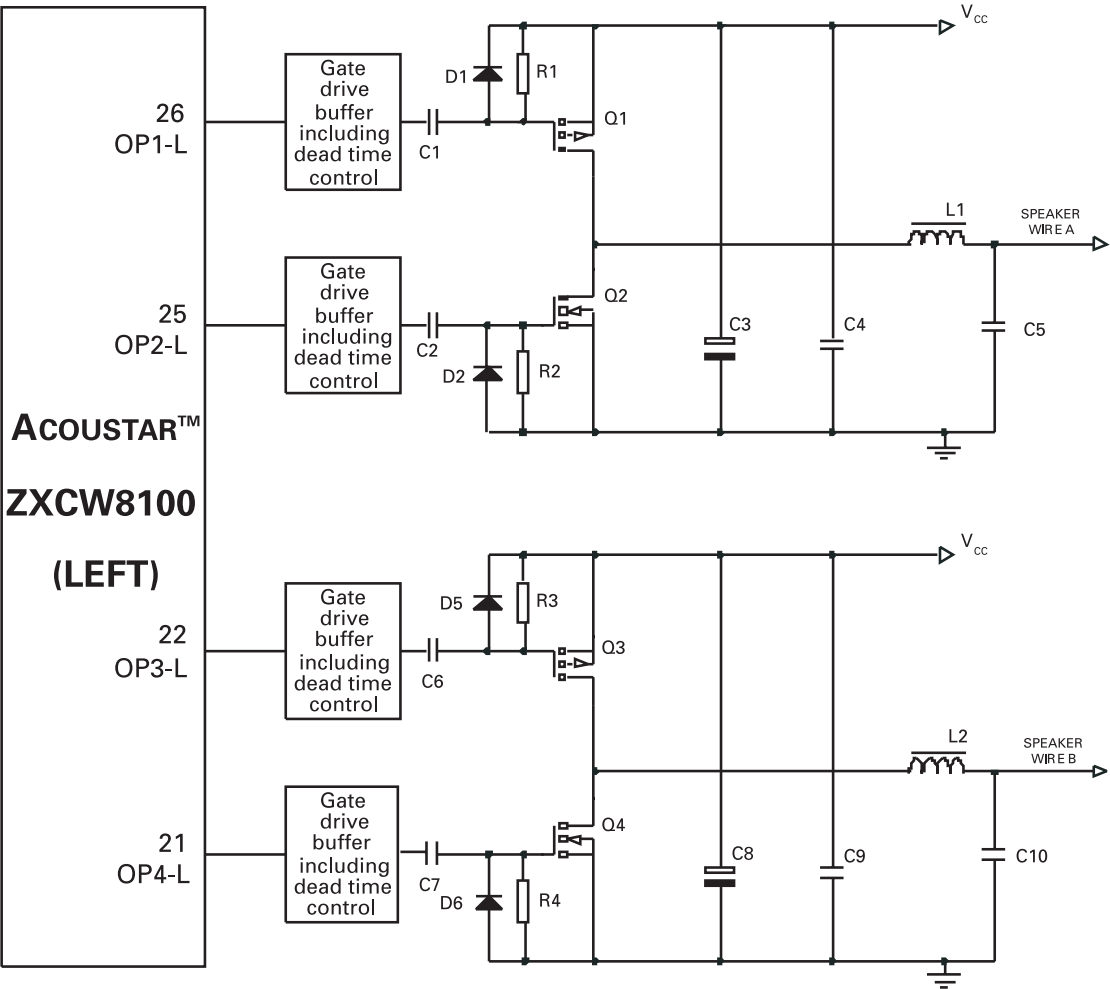 V CC
Gate
drive
buffer
including
dead time
control
D1
R1
Q1
26
OP1-L
C1
L1
SPEAKER
WIRE A
Gate
drive
buffer
including
dead time
control
Q2
25
OP2-L
C2
D2
R2
C3
C4
C5
ACOUSTAR™
ZXCW8100
(LEFT)
V CC
Gate
drive
buffer
including
dead time
control
D5
R3
Q3
22
OP3-L
C6
L2
SPEAKER
WIRE B
Gate
drive
buffer
including
dead time
control
Q4
21
OP4-L
C7
D6
R4
C8
C9
C10